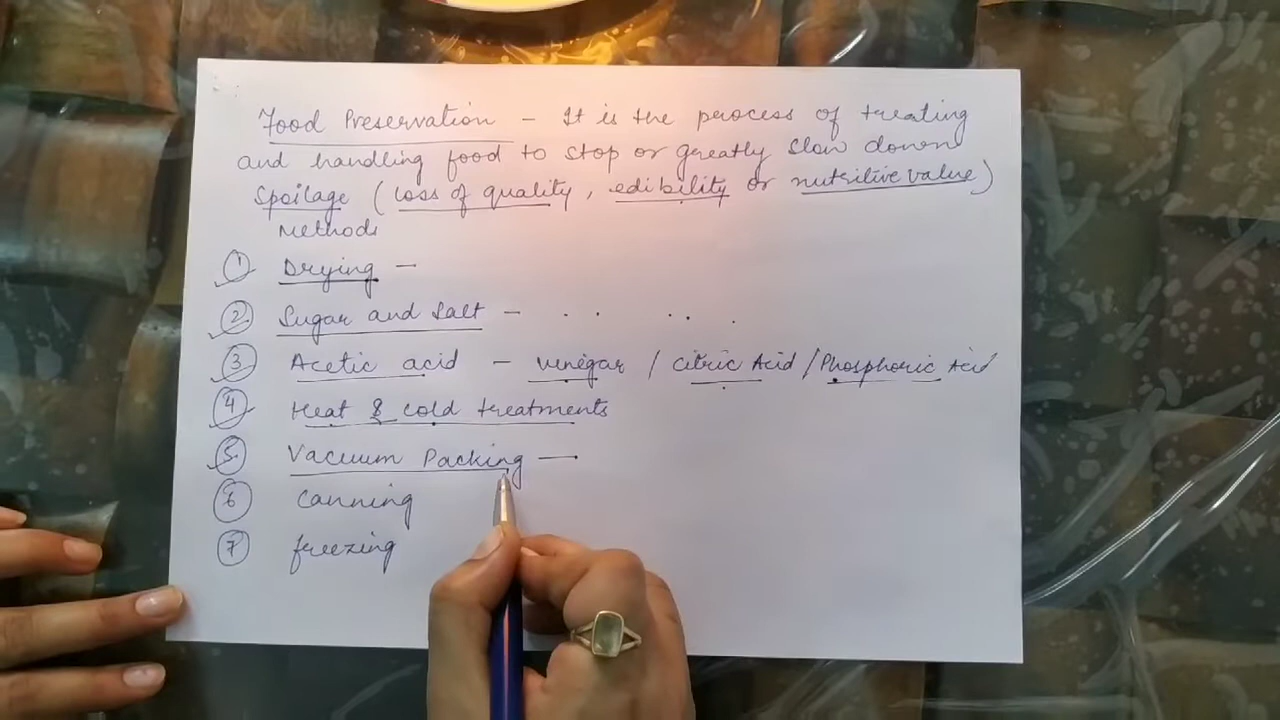 Food Preservation - It is the process of treating
and handling food to stop or greatly slow down
spoilage (loss of quality, edibility or nutritive value)
Methods
① Drying -
② Sugar and Salt -
③ Acetic acid - venegar / citric Acid / Phosphoric Acid
④ Heat & cold treatments
⑤ Vacuum Packing -
⑥ Canning
⑦ freezing